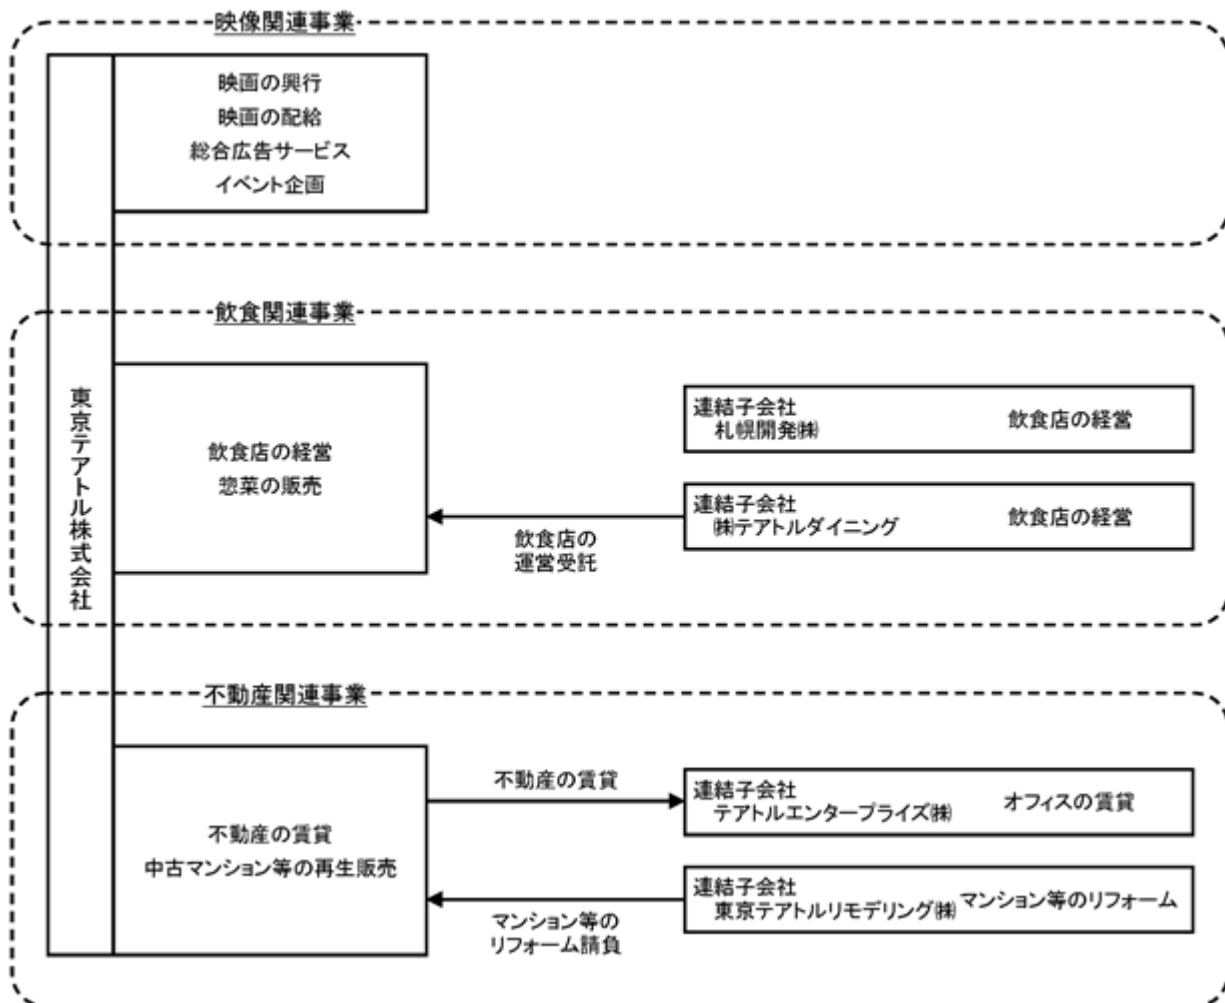 映像関連事業
映画の興行
映画の配給
総合広告サービス
イベント企画
東京テアトル株式会社
飲食関連事業
飲食店の経営
惣菜の販売
連結子会社
札幌開発㈱
飲食店の経営
連結子会社
㈱テアトルダイニング
飲食店の経営
飲食店の
運営受託
不動産関連事業
不動産の賃貸
中古マンション等の再生販売
不動産の賃貸
連結子会社
テアトルエンタープライズ㈱
オフィスの賃貸
連結子会社
東京テアトルリモデリング㈱
マンション等のリフォーム
マンション等の
リフォーム請負